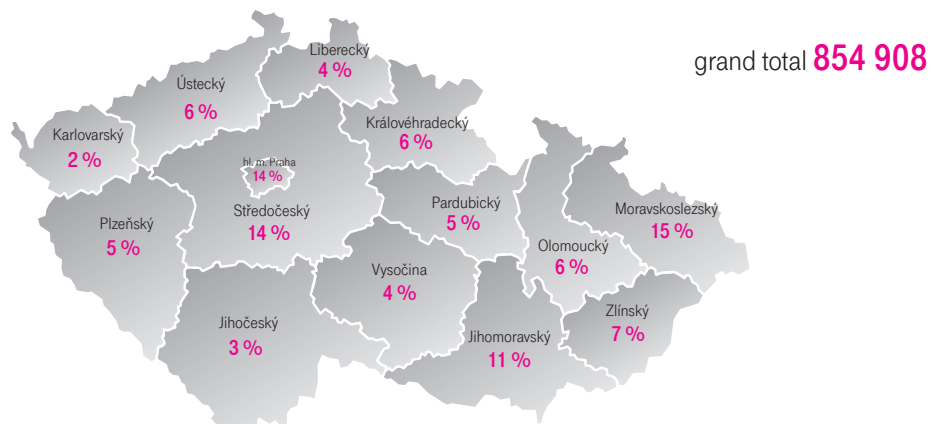 grand total 854 908
Liberecký
4 %
Ústecký
6 %
Karlovarský
2 %
Královéhradecký
6 %
hl. m. Praha
14 %
Středočeský
14 %
Plzeňský
5 %
Pardubický
5 %
Moravskoslezský
15 %
Olomoucký
6 %
Vysočina
4 %
Zlínský
7 %
Jihočeský
3 %
Jihomoravský
11 %